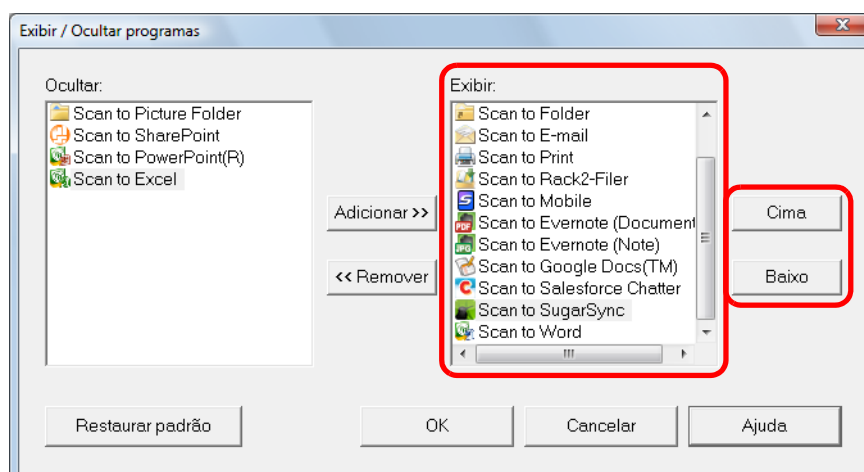 Exibir / Ocultar programas
Ocultar:
Scan to Picture Folder
Scan to SharePoint
Scan to PowerPoint(R)
Scan to Excel
Adicionar >>
<< Remover
Exibir:
Scan to Folder
Scan to E-mail
Scan to Print
Scan to Rack2-Filer
Scan to Mobile
Scan to Evernote (Document
Scan to Evernote (Note)
Scan to Google Docs(TM)
Scan to Salesforce Chatter
Scan to SugarSync
Scan to Word
Cima
Baixo
Restaurar padrão
OK
Cancelar
Ajuda